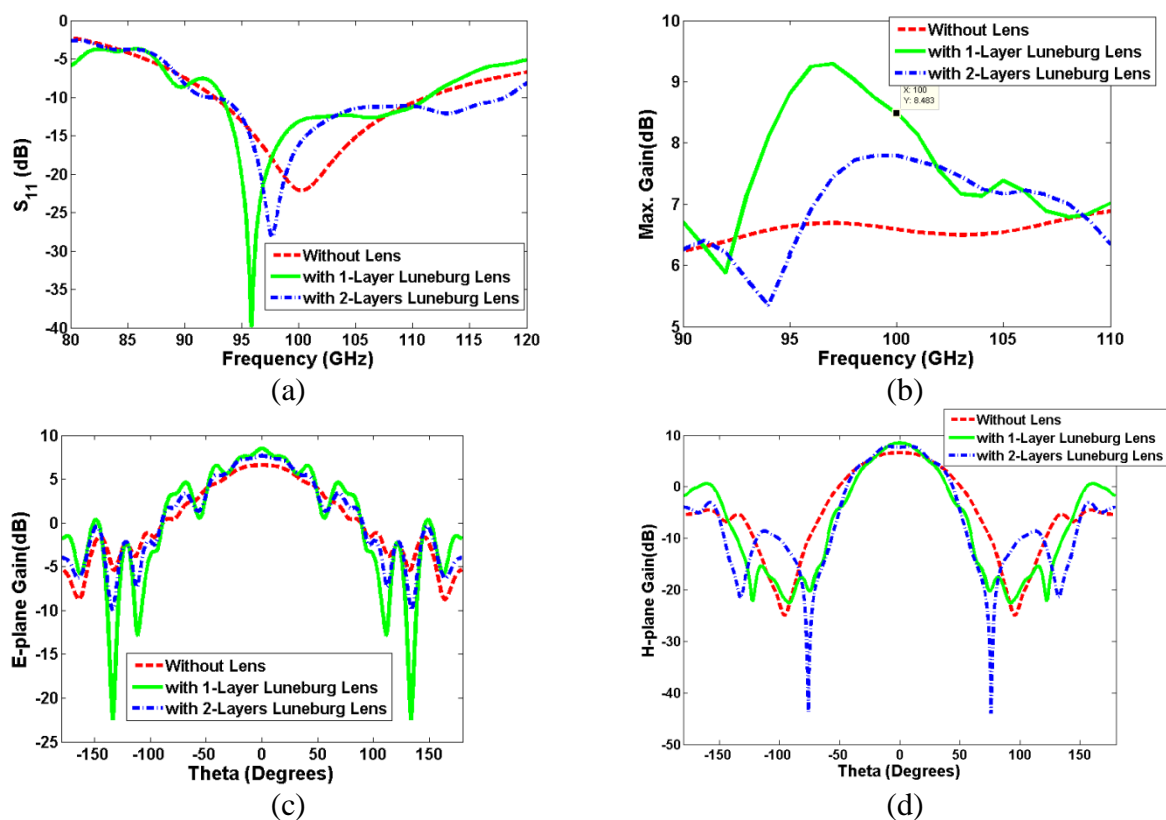 0
-5
-10
-15
-20
-25
-30
-35
-40
S11 (dB)
Without Lens
with 1-Layer Luneburg Lens
with 2-Layers Luneburg Lens
80 85 90 95 100 105 110 115 120
Frequency (GHz)
(a)
10
9
8
7
6
5
Max. Gain(dB)
Without Lens
with 1-Layer Luneburg Lens
with 2-Layers Luneburg Lens
X: 100
Y: 8.483
90 95 100 105 110
Frequency (GHz)
(b)
10
5
0
-5
-10
-15
-20
-25
E-plane Gain(dB)
Without Lens
with 1-Layer Luneburg Lens
with 2-Layers Luneburg Lens
-150 -100 -50 0 50 100 150
Theta (Degrees)
(c)
10
0
-10
-20
-30
-40
-50
H-plane Gain(dB)
Without Lens
with 1-Layer Luneburg Lens
with 2-Layers Luneburg Lens
-150 -100 -50 0 50 100 150
Theta (Degrees)
(d)